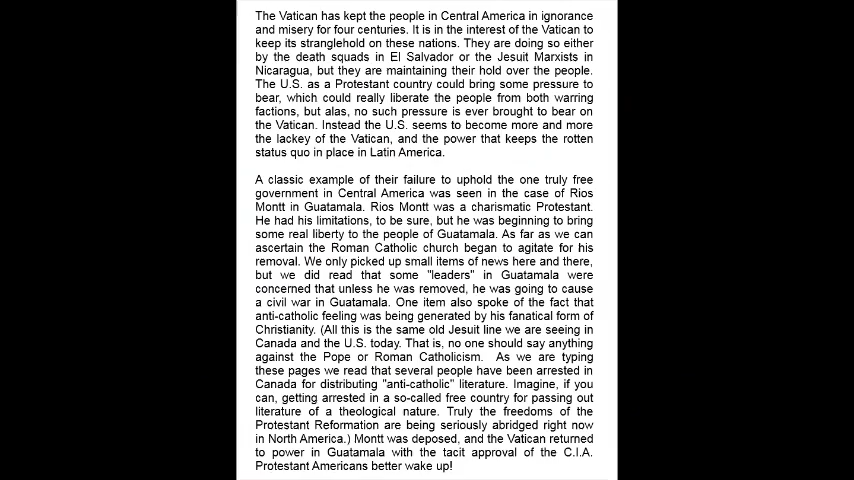 The Vatican has kept the people in Central America in ignorance
and misery for four centuries. It is in the interest of the Vatican to
keep its stranglehold on these nations. They are doing so either
by the death squads in El Salvador or the Jesuit Marxists in
Nicaragua, but they are maintaining their hold over the people.
The U.S. as a Protestant country could bring some pressure to
bear, which could really liberate the people from both warring
factions, but alas, no such pressure is ever brought to bear on
the Vatican. Instead the U.S. seems to become more and more
the lackey of the Vatican, and the power that keeps the rotten
status quo in place in Latin America.
A classic example of their failure to uphold the one truly free
government in Central America was seen in the case of Rios
Montt in Guatamala. Rios Montt was a charismatic Protestant.
He had his limitations, to be sure, but he was beginning to bring
some real liberty to the people of Guatamala. As far as we can
ascertain the Roman Catholic church began to agitate for his
removal. We only picked up small items of news here and there,
but we did read that some "leaders" in Guatamala were
concerned that unless he was removed, he was going to cause
a civil war in Guatamala. One item also spoke of the fact that
anti-catholic feeling was being generated by his fanatical form of
Christianity. (All this is the same old Jesuit line we are seeing in
Canada and the U.S. today. That is, no one should say anything
against the Pope or Roman Catholicism. As we are typing
these pages we read that several people have been arrested in
Canada for distributing "anti-catholic" literature. Imagine, if you
can, getting arrested in a so-called free country for passing out
literature of a theological nature. Truly the freedoms of the
Protestant Reformation are being seriously abridged right now
in North America.) Montt was deposed, and the Vatican returned
to power in Guatamala with the tacit approval of the C.I.A.
Protestant Americans better wake up!